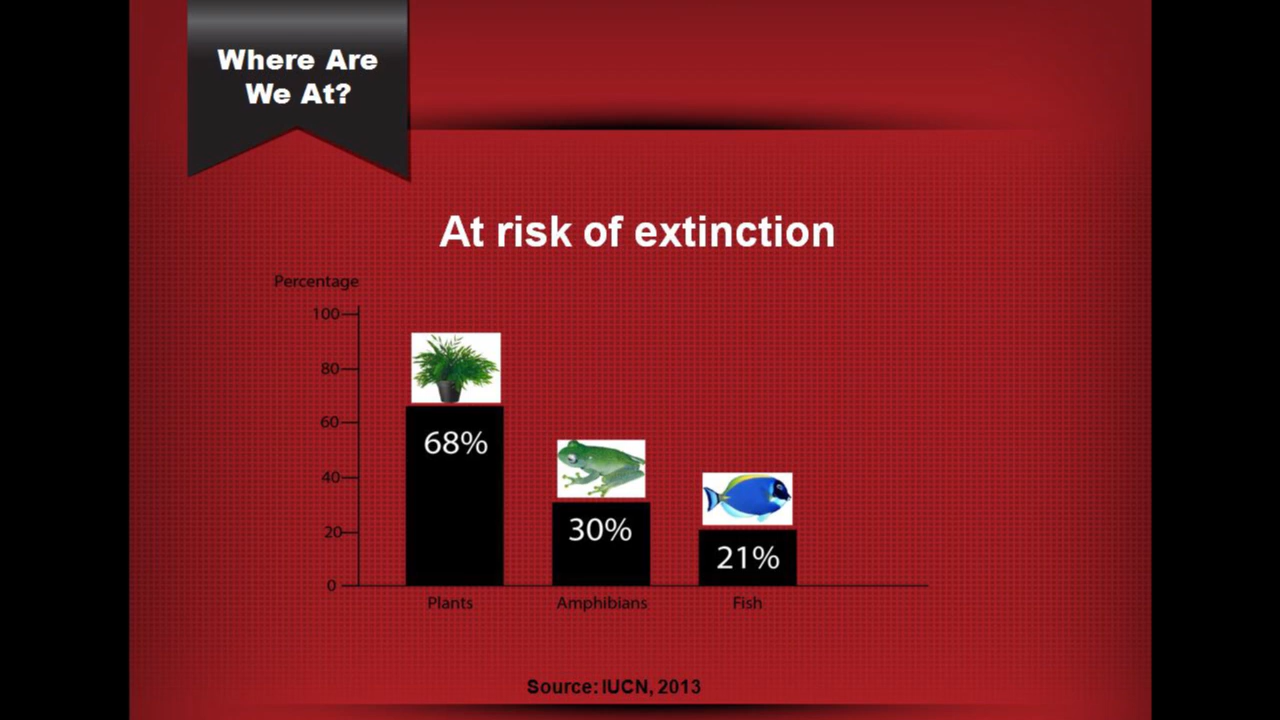 Where Are
We At?
At risk of extinction
Percentage
100
80
60
40
20
0
68%
30%
21%
Plants
Amphibians
Fish
Source: IUCN, 2013